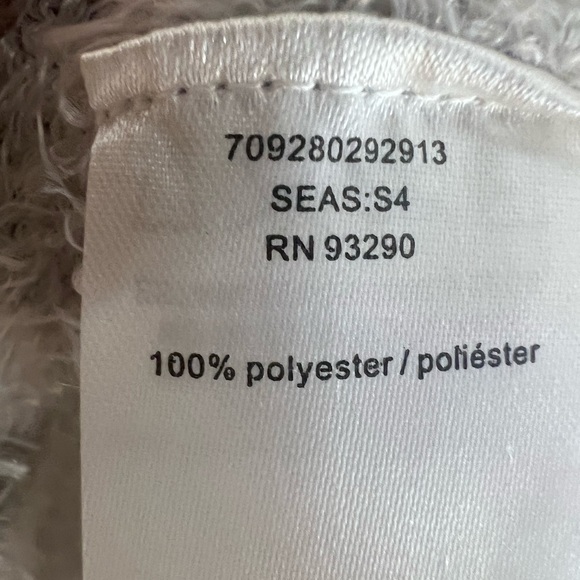 709280292913
SEAS:S4
RN 93290
100% polyester / poliéster